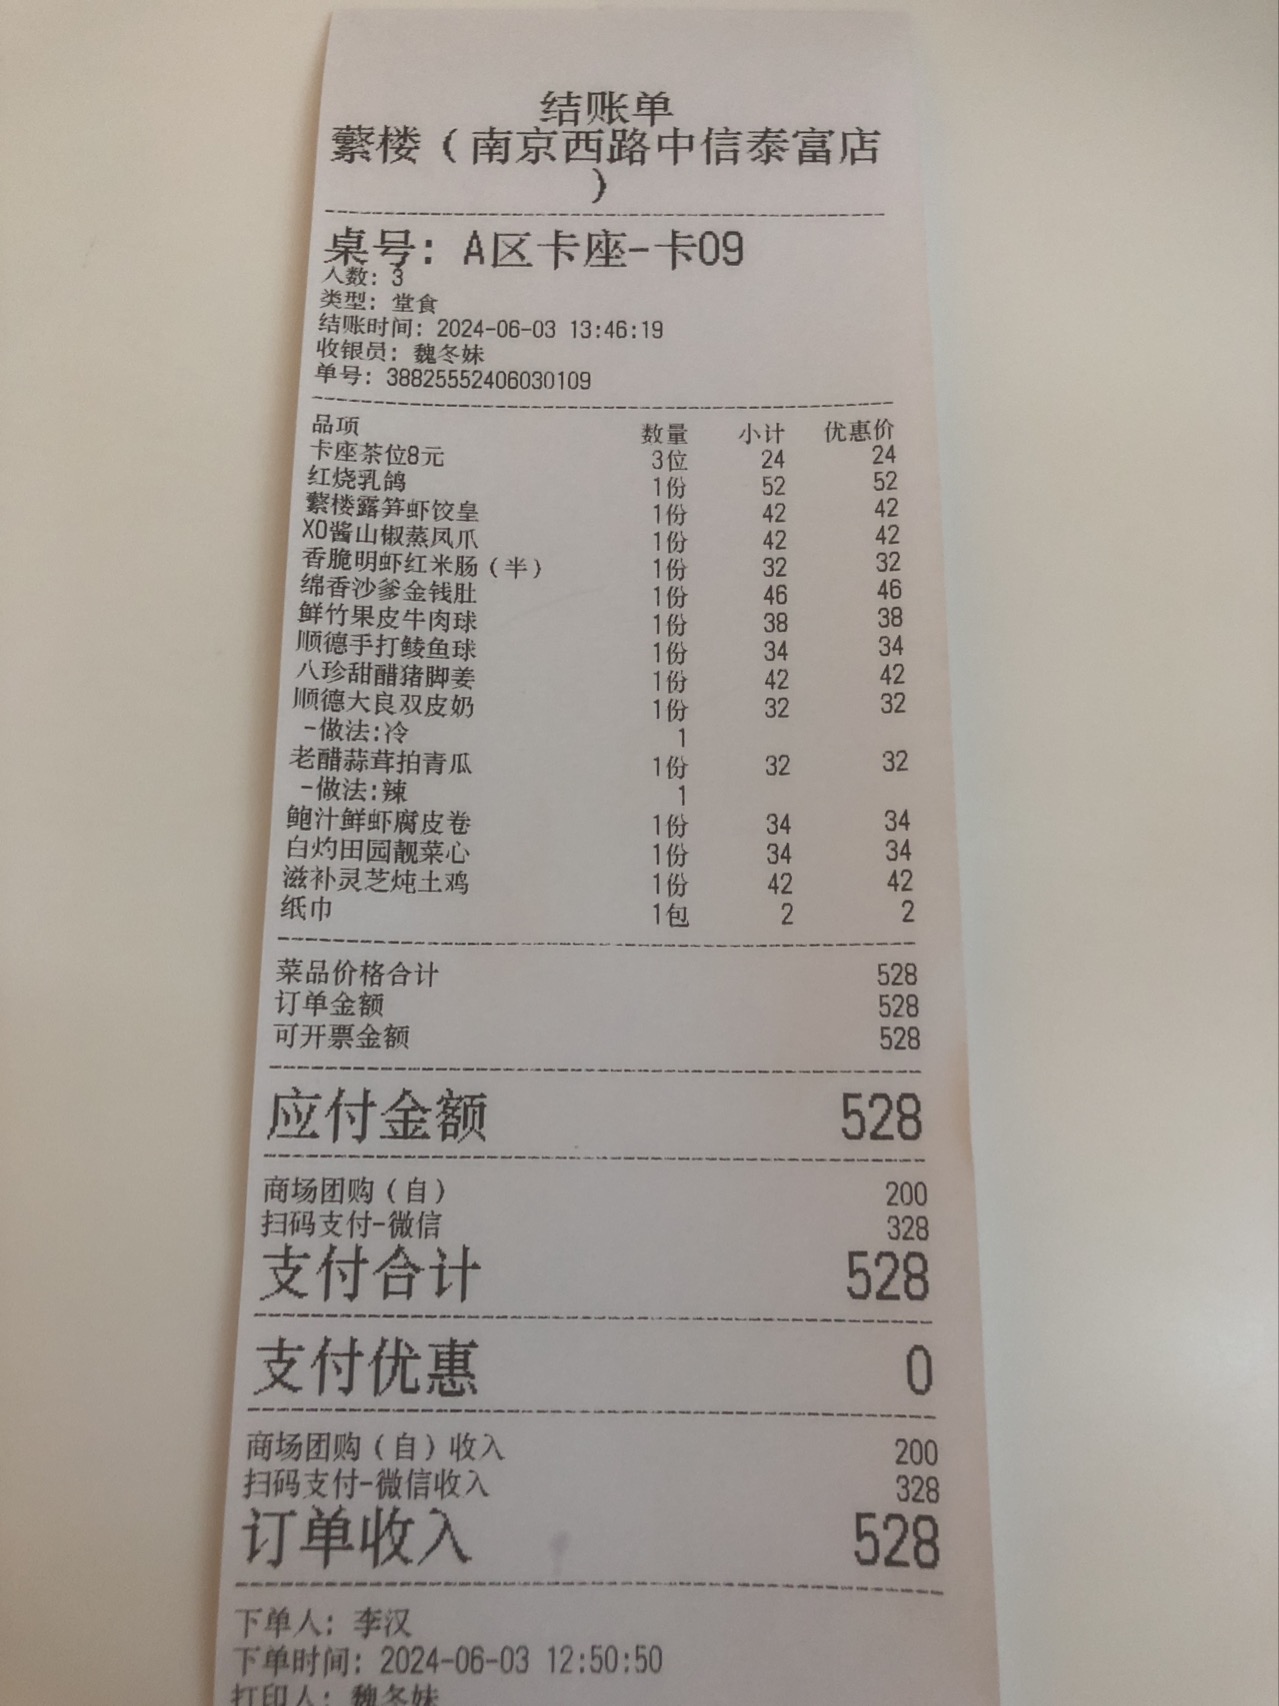 结账单
蘩楼（南京西路中信泰富店
）
桌号: A区卡座-卡09
人数: 3
类型: 堂食
结账时间: 2024-06-03 13:46:19
收银员: 魏冬妹
单号: 38825552406030109
品项 数量 小计 优惠价
卡座茶位8元 3位 24 24
红烧乳鸽 1份 52 52
蘩楼露笋虾饺皇 1份 42 42
XO酱山椒蒸凤爪 1份 42 42
香脆明虾红米肠（半） 1份 32 32
绵香沙爹金钱肚 1份 46 46
鲜竹果皮牛肉球 1份 38 38
顺德手打鲮鱼球 1份 34 34
八珍甜醋猪脚姜 1份 42 42
顺德大良双皮奶 1份 32 32
-做法:冷 1
老醋蒜茸拍青瓜 1份 32 32
-做法:辣 1
鲍汁鲜虾腐皮卷 1份 34 34
白灼田园靓菜心 1份 34 34
滋补灵芝炖土鸡 1份 42 42
纸巾 1包 2 2
菜品价格合计 528
订单金额 528
可开票金额 528
应付金额 528
商场团购（自） 200
扫码支付-微信 328
支付合计 528
支付优惠 0
商场团购（自）收入 200
扫码支付-微信收入 328
订单收入 528
下单人: 李汉
下单时间: 2024-06-03 12:50:50
打印人: 魏冬妹